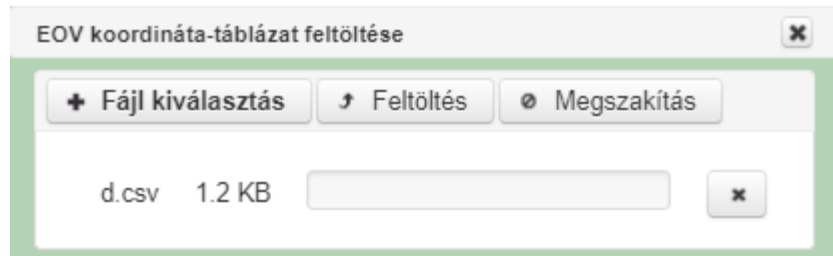 EOV koordináta-táblázat feltöltése
Fájl kiválasztás Feltöltés Megszakítás
d.csv 1.2 KB